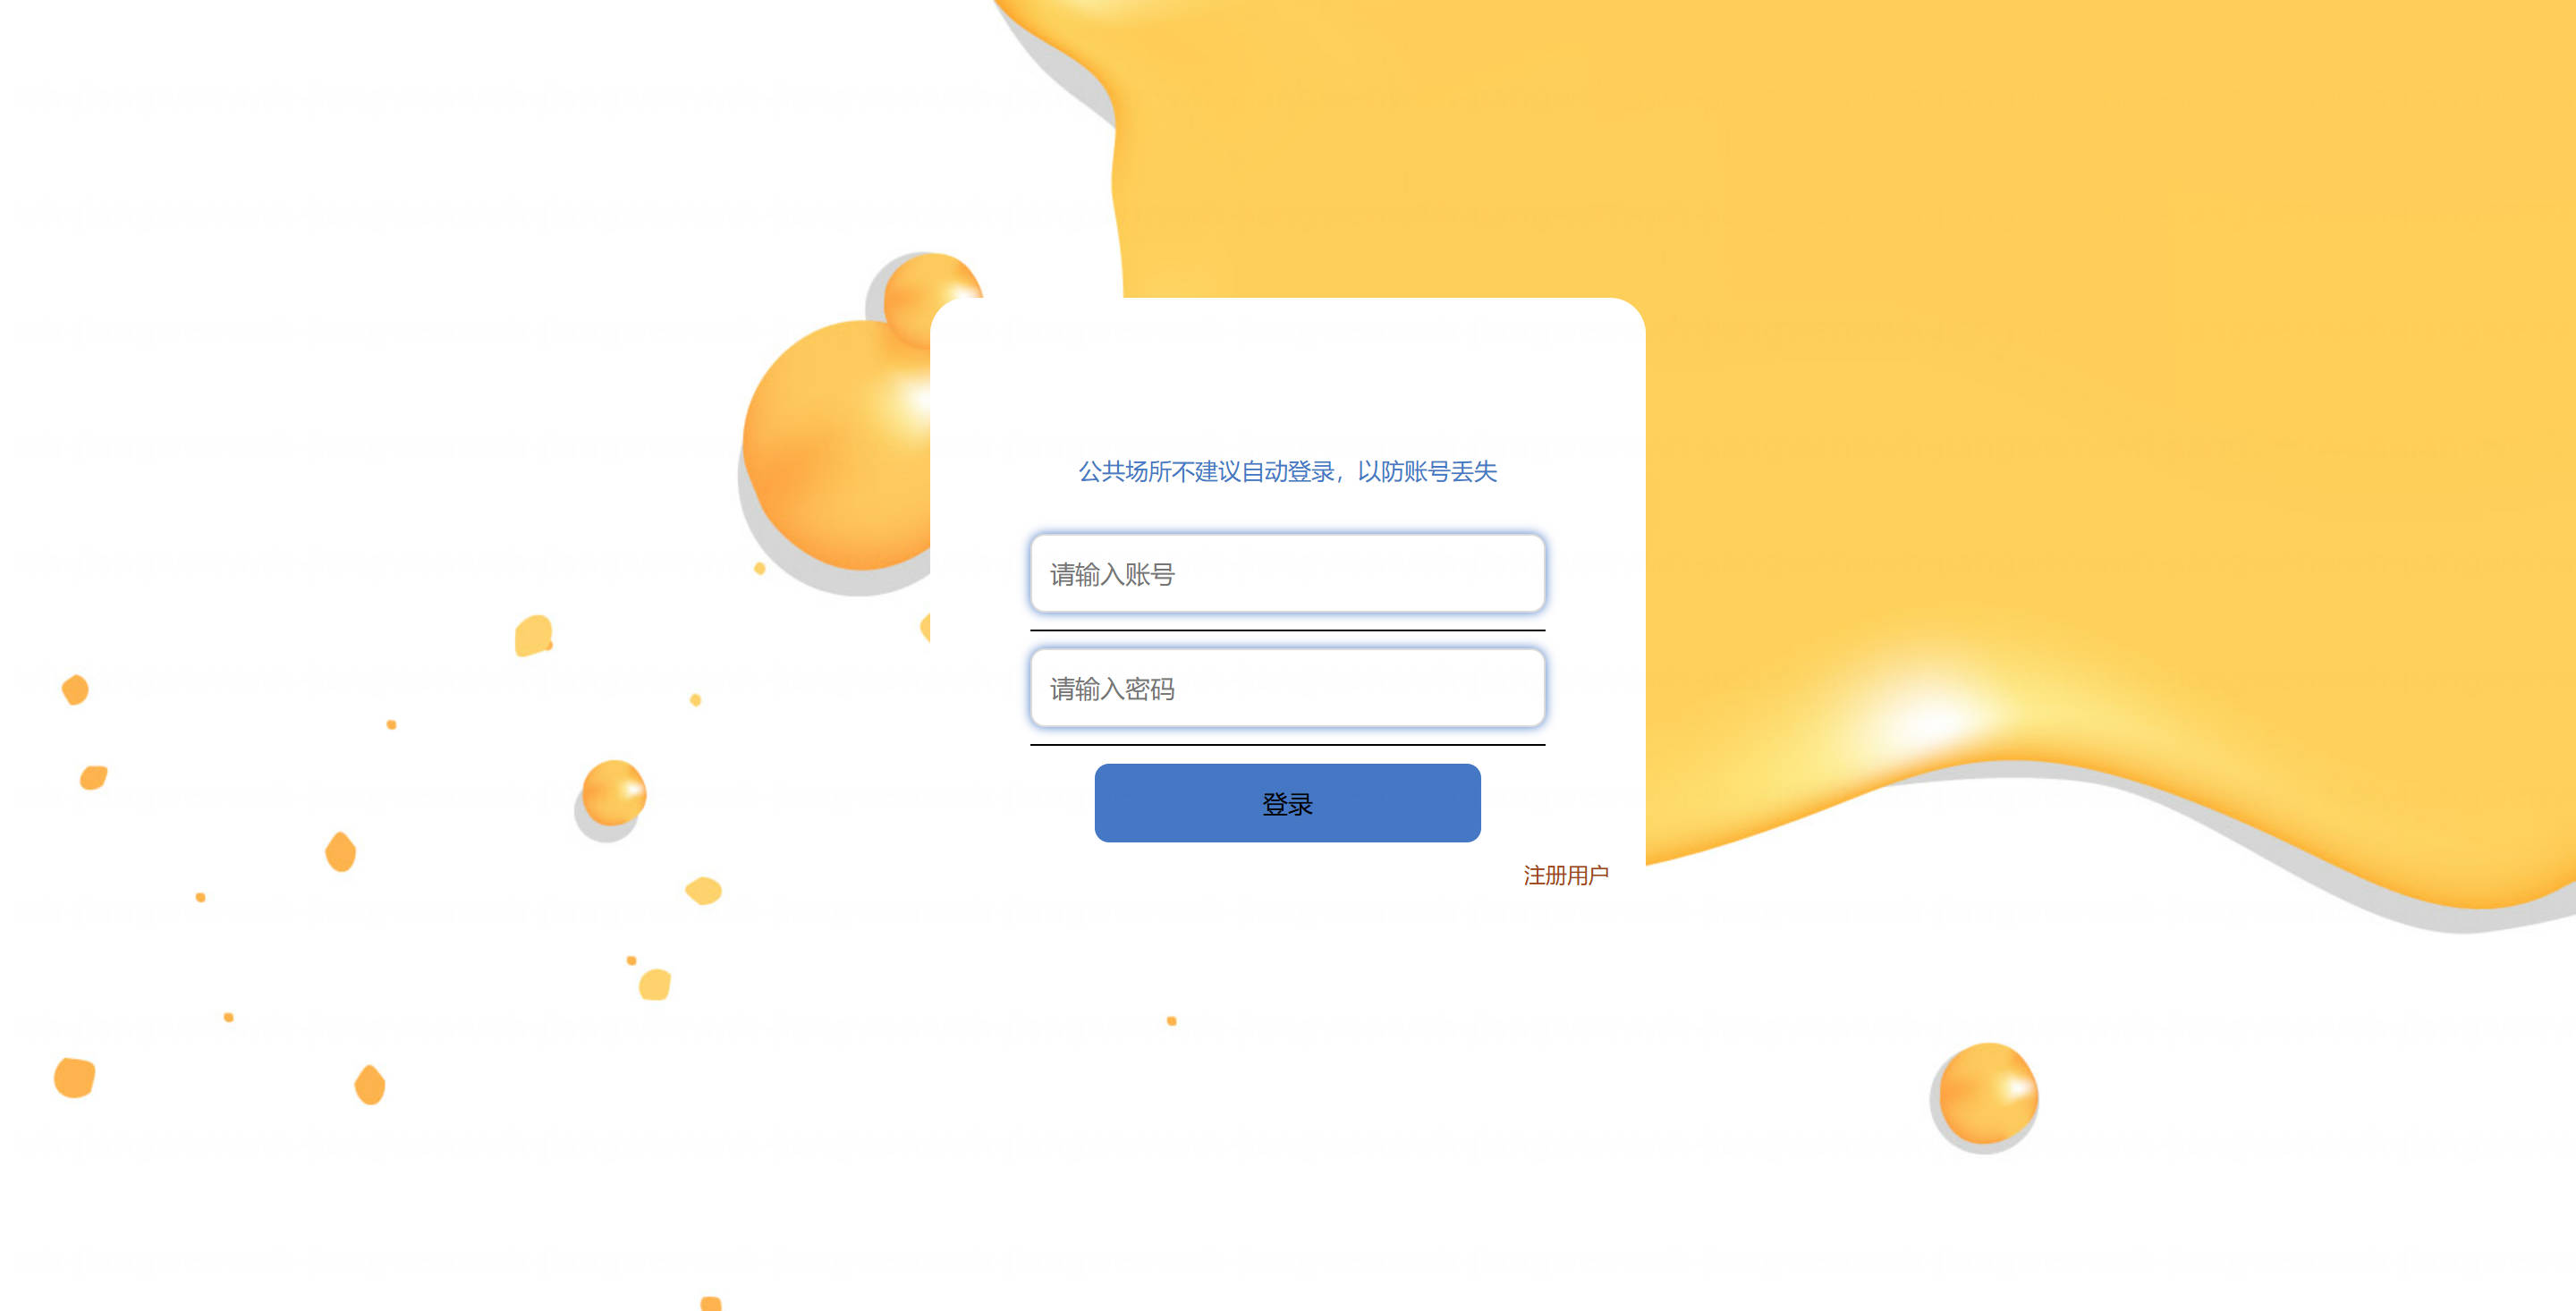 公共场所不建议自动登录，以防账号丢失
请输入账号
请输入密码
登录
注册用户